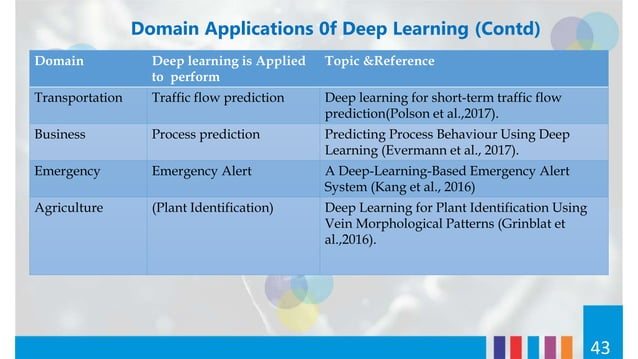 Domain Applications 0f Deep Learning (Contd)
Domain
Deep learning is Applied
to perform
Topic &Reference
Transportation
Traffic flow prediction
Deep learning for short-term traffic flow
prediction(Polson et al.,2017).
Business
Process prediction
Predicting Process Behaviour Using Deep
Learning (Evermann et al., 2017).
Emergency
Emergency Alert
A Deep-Learning-Based Emergency Alert
System (Kang et al., 2016)
Agriculture
(Plant Identification)
Deep Learning for Plant Identification Using
Vein Morphological Patterns (Grinblat et
al.,2016).
43